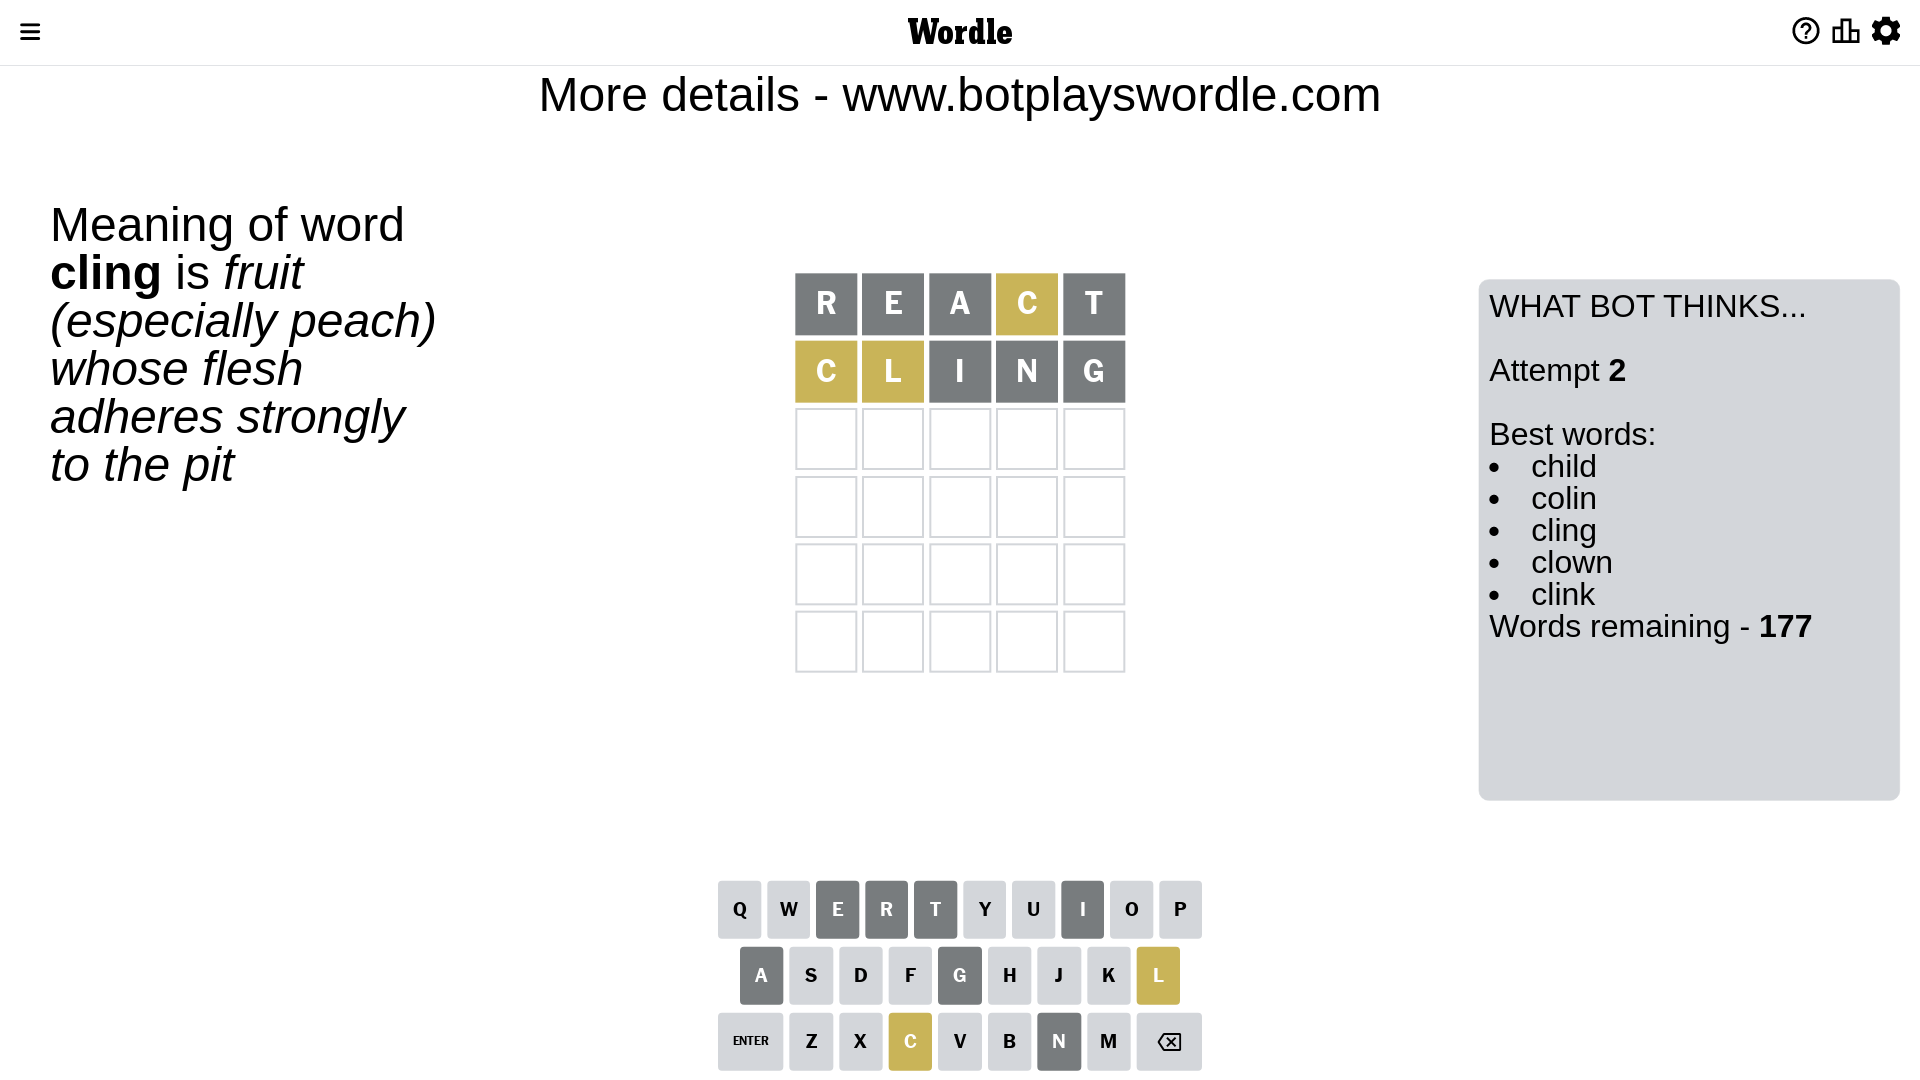 Wordle
More details - www.botplayswordle.com
Meaning of word
cling is fruit
(especially peach)
whose flesh
adheres strongly
to the pit
R E A C T
C L I N G
WHAT BOT THINKS...
Attempt 2
Best words:
• child
• colin
• cling
• clown
• clink
Words remaining - 177
Q W E R T Y U I O P
A S D F G H J K L
ENTER Z X C V B N M